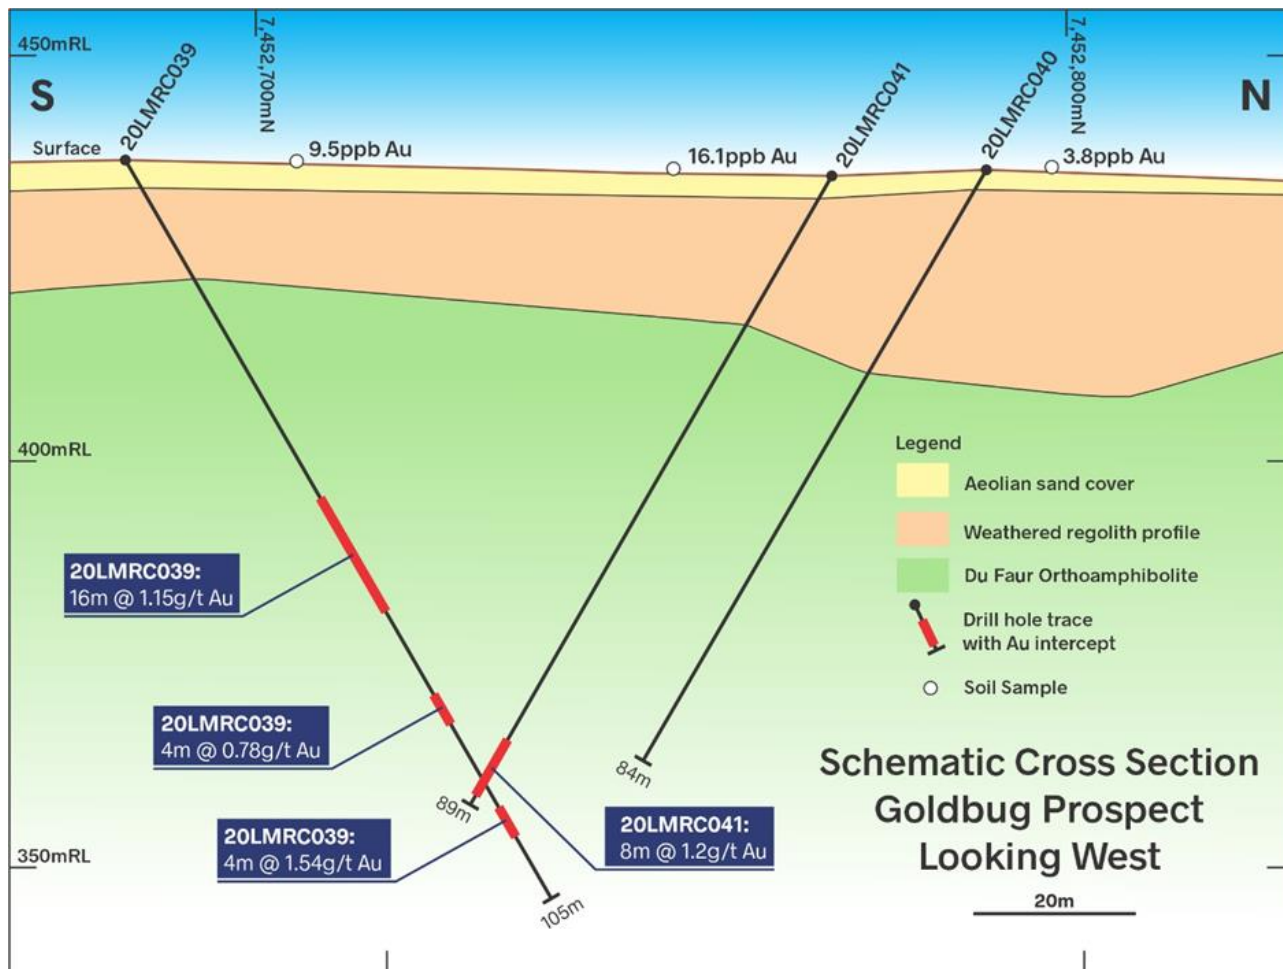 450mRL
7,452,700mN
7,452,800mN
S
N
20LMRC039
20LMRC041
20LMRC040
Surface
9.5ppb Au
16.1ppb Au
3.8ppb Au
400mRL
Legend
Aeolian sand cover
Weathered regolith profile
Du Faur Orthoamphibolite
Drill hole trace
with Au intercept
Soil Sample
20LMRC039:
16m @ 1.15g/t Au
20LMRC039:
4m @ 0.78g/t Au
84m
89m
20LMRC039:
4m @ 1.54g/t Au
20LMRC041:
8m @ 1.2g/t Au
105m
350mRL
Schematic Cross Section
Goldbug Prospect
Looking West
20m